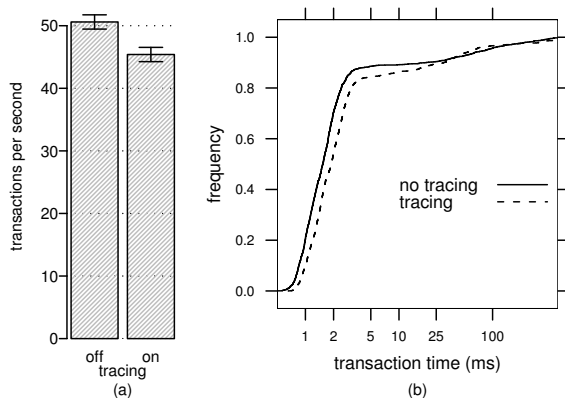 transactions per second
50
40
30
20
10
0
off on
tracing
(a)
frequency
1.0
0.8
0.6
0.4
0.2
0.0
no tracing
tracing
1 2 5 10 25 100
transaction time (ms)
(b)